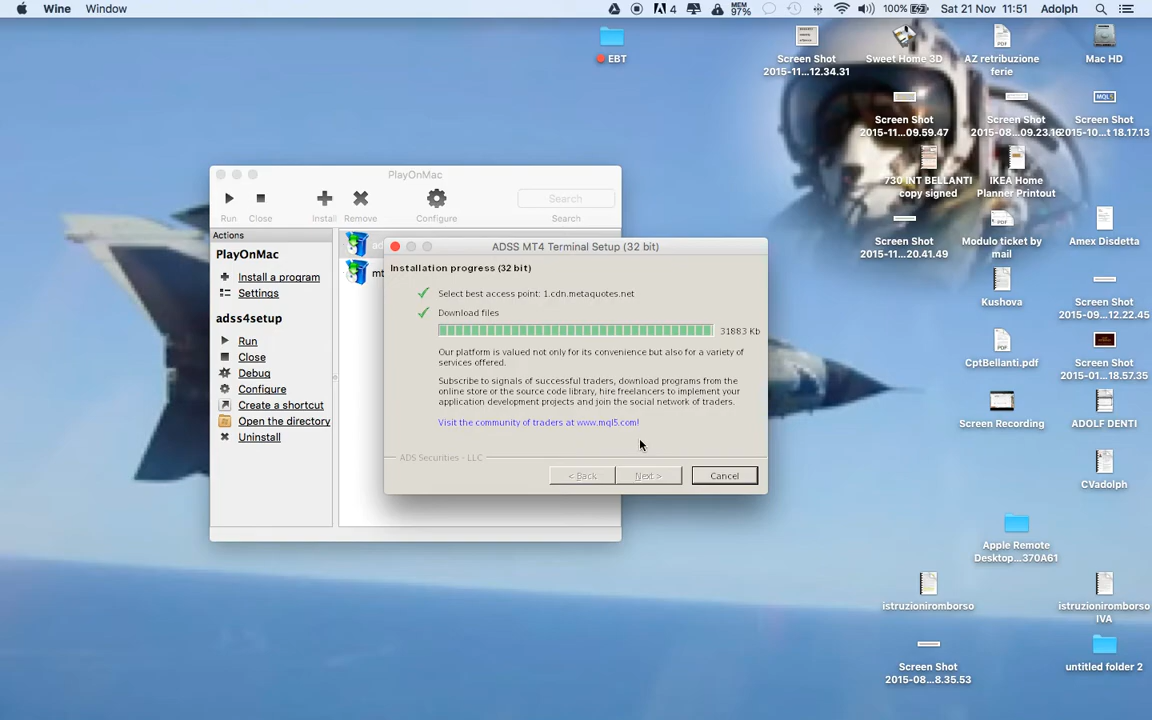 Wine Window 4 MEM 97% 100% Sat 21 Nov 11:51 Adolph
EBT
Screen Shot
2015-11...12.34.31
Sweet Home 3D
AZ retribuzione
ferie
Mac HD
Screen Shot
2015-11...09.59.47
Screen Shot
2015-08...09.23.16
Screen Shot
2015-10...t 18.17.13
730 INT BELLANTI
copy signed
IKEA Home
Planner Printout
Screen Shot
2015-11...20.41.49
Modulo ticket by
mail
Amex Disdetta
Kushova
Screen Shot
2015-09...12.22.45
CptBellanti.pdf
Screen Shot
2015-01...18.57.35
Screen Recording
ADOLF DENTI
CVadolph
Apple Remote
Desktop...370A61
istruzioniromborso
istruzioniromborso
IVA
Screen Shot
2015-08...8.35.53
untitled folder 2
PlayOnMac
Run Close Install Remove Configure Search
Search
Actions
PlayOnMac
Install a program
Settings
adss4setup
Run
Close
Debug
Configure
Create a shortcut
Open the directory
Uninstall
ADSS MT4 Terminal Setup (32 bit)
Installation progress (32 bit)
Select best access point: 1.cdn.metaquotes.net
Download files
31883 Kb
Our platform is valued not only for its convenience but also for a variety of
services offered.
Subscribe to signals of successful traders, download programs from the
online store or the source code library, hire freelancers to implement your
application development projects and join the social network of traders.
Visit the community of traders at www.mql5.com!
ADS Securities - LLC
< Back Next > Cancel